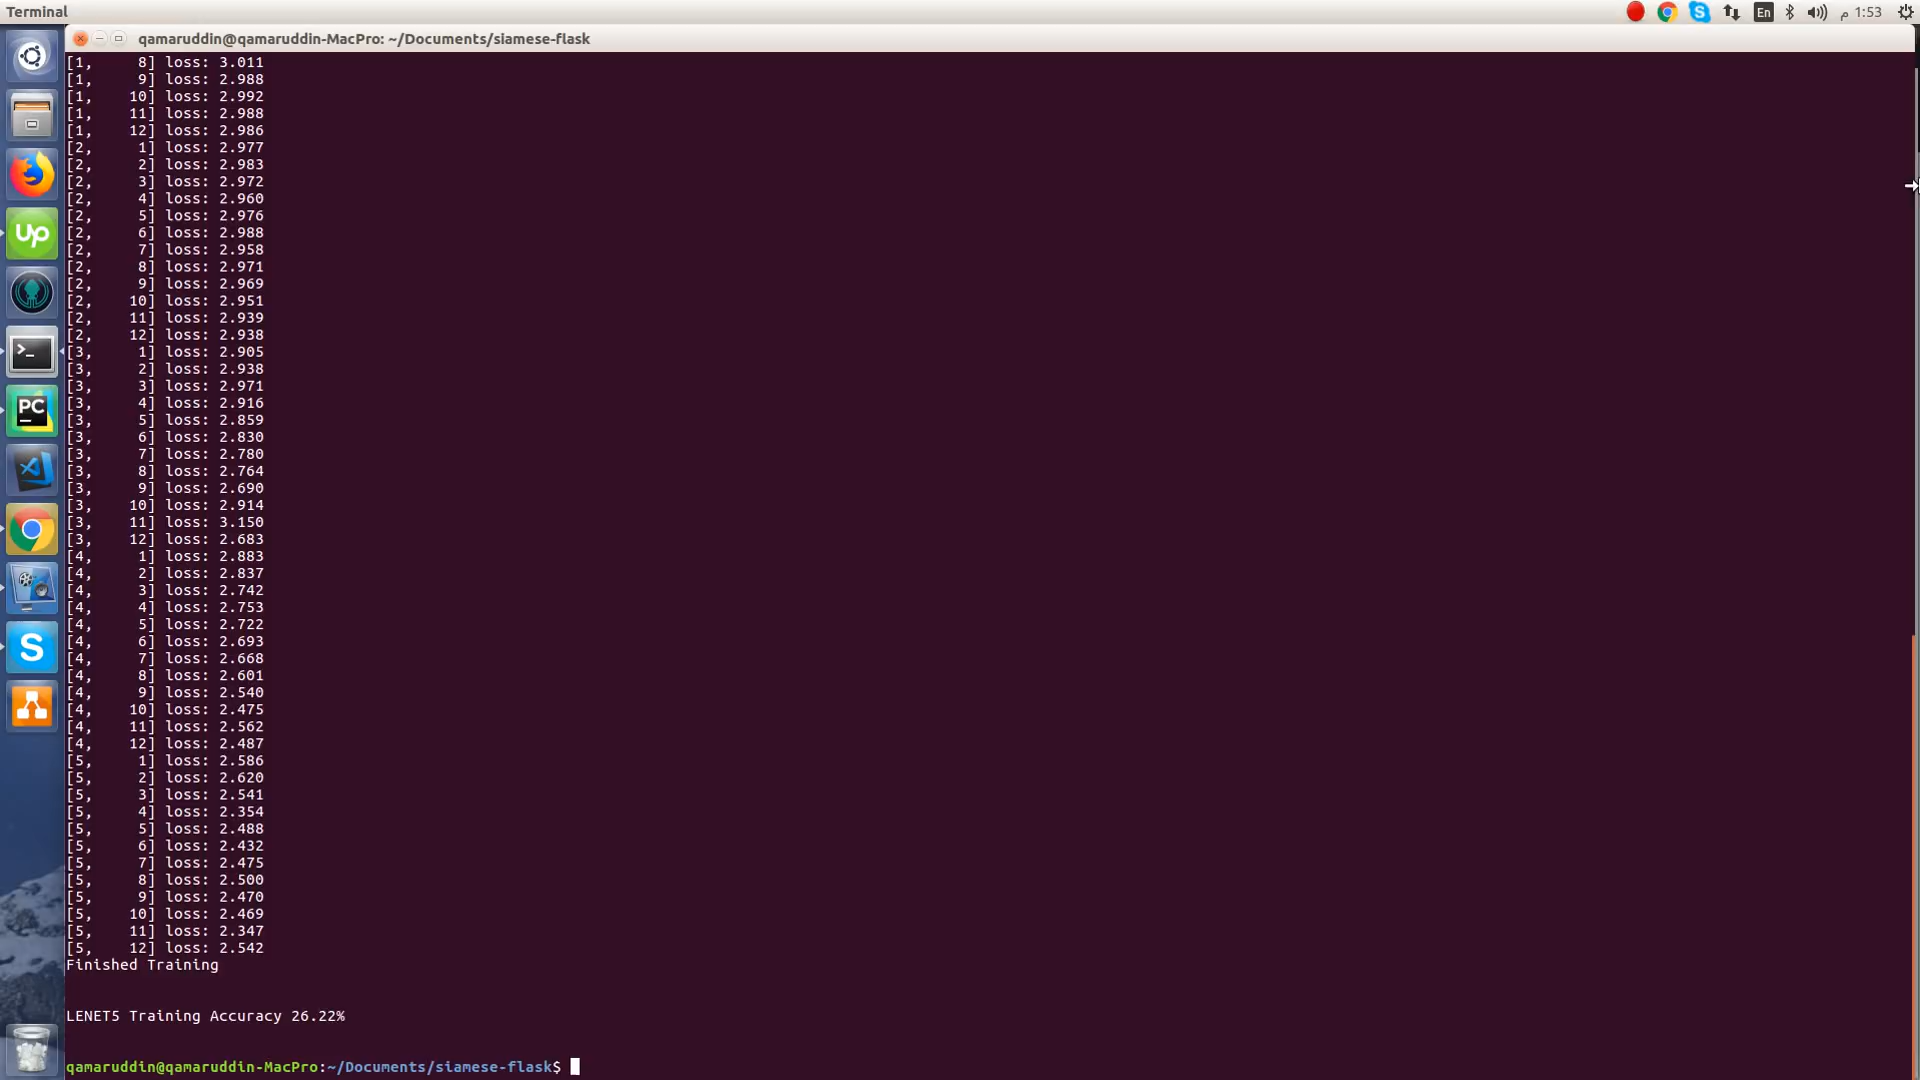 Terminal
En
م 1:53
qamaruddin@qamaruddin-MacPro: ~/Documents/siamese-flask
[1,     8] loss: 3.011
[1,     9] loss: 2.988
[1,    10] loss: 2.992
[1,    11] loss: 2.988
[1,    12] loss: 2.986
[2,     1] loss: 2.977
[2,     2] loss: 2.983
[2,     3] loss: 2.972
[2,     4] loss: 2.960
[2,     5] loss: 2.976
[2,     6] loss: 2.988
[2,     7] loss: 2.958
[2,     8] loss: 2.971
[2,     9] loss: 2.969
[2,    10] loss: 2.951
[2,    11] loss: 2.939
[2,    12] loss: 2.938
[3,     1] loss: 2.905
[3,     2] loss: 2.938
[3,     3] loss: 2.971
[3,     4] loss: 2.916
[3,     5] loss: 2.859
[3,     6] loss: 2.830
[3,     7] loss: 2.780
[3,     8] loss: 2.764
[3,     9] loss: 2.690
[3,    10] loss: 2.914
[3,    11] loss: 3.150
[3,    12] loss: 2.683
[4,     1] loss: 2.883
[4,     2] loss: 2.837
[4,     3] loss: 2.742
[4,     4] loss: 2.753
[4,     5] loss: 2.722
[4,     6] loss: 2.693
[4,     7] loss: 2.668
[4,     8] loss: 2.601
[4,     9] loss: 2.540
[4,    10] loss: 2.475
[4,    11] loss: 2.562
[4,    12] loss: 2.487
[5,     1] loss: 2.586
[5,     2] loss: 2.620
[5,     3] loss: 2.541
[5,     4] loss: 2.354
[5,     5] loss: 2.488
[5,     6] loss: 2.432
[5,     7] loss: 2.475
[5,     8] loss: 2.500
[5,     9] loss: 2.470
[5,    10] loss: 2.469
[5,    11] loss: 2.347
[5,    12] loss: 2.542
Finished Training
LENET5 Training Accuracy 26.22%
qamaruddin@qamaruddin-MacPro:~/Documents/siamese-flask$
Up
PC
S